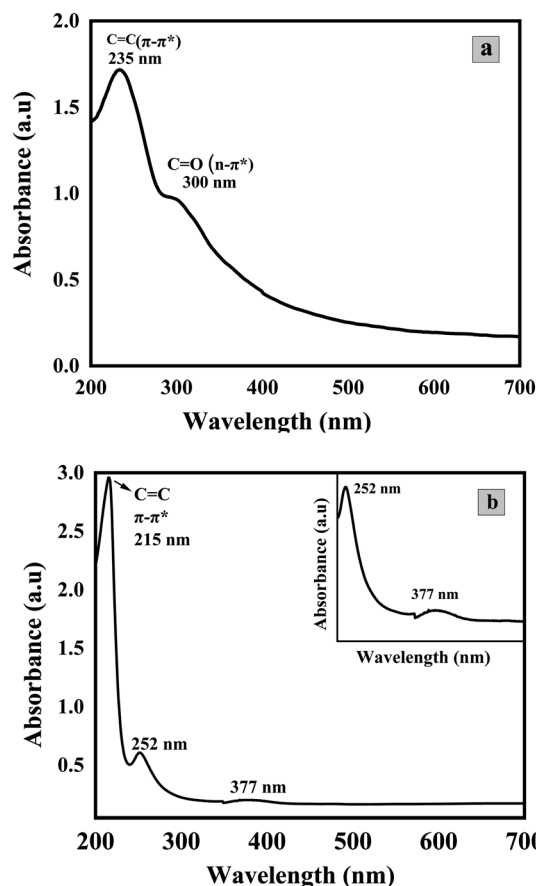 a
C=C(π-π*)
235 nm
C=O (n-π*)
300 nm
2.0
1.5
1.0
0.5
0.0
Absorbance (a.u)
200 300 400 500 600 700
Wavelength (nm)
b
C=C
π-π*
215 nm
252 nm
377 nm
3.0
2.5
2.0
1.5
1.0
0.5
Absorbance (a.u)
200 300 400 500 600 700
Wavelength (nm)
252 nm
377 nm
Absorbance (a.u)
Wavelength (nm)